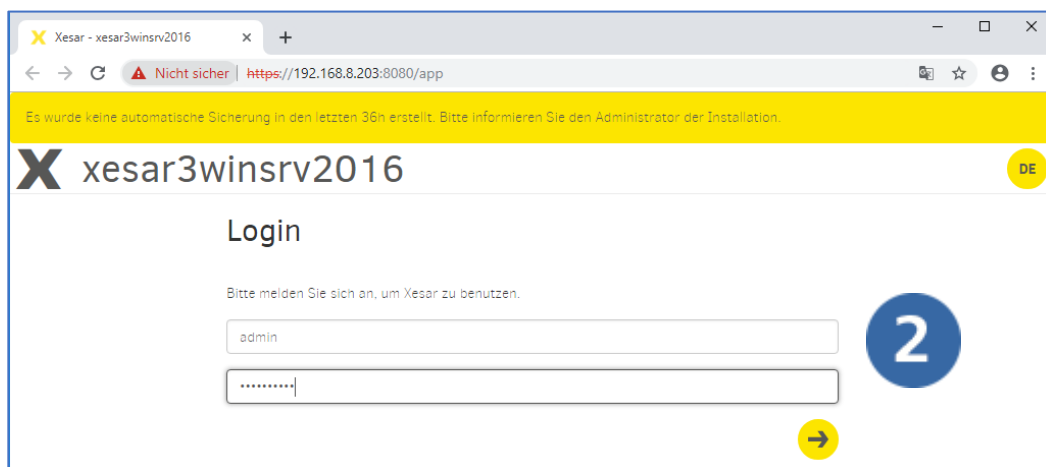 Xesar - xesar3winsrv2016
Nicht sicher | https://192.168.8.203:8080/app
Es wurde keine automatische Sicherung in den letzten 36h erstellt. Bitte informieren Sie den Administrator der Installation.
X xesar3winsrv2016
DE
Login
Bitte melden Sie sich an, um Xesar zu benutzen.
admin
2
••••••••••